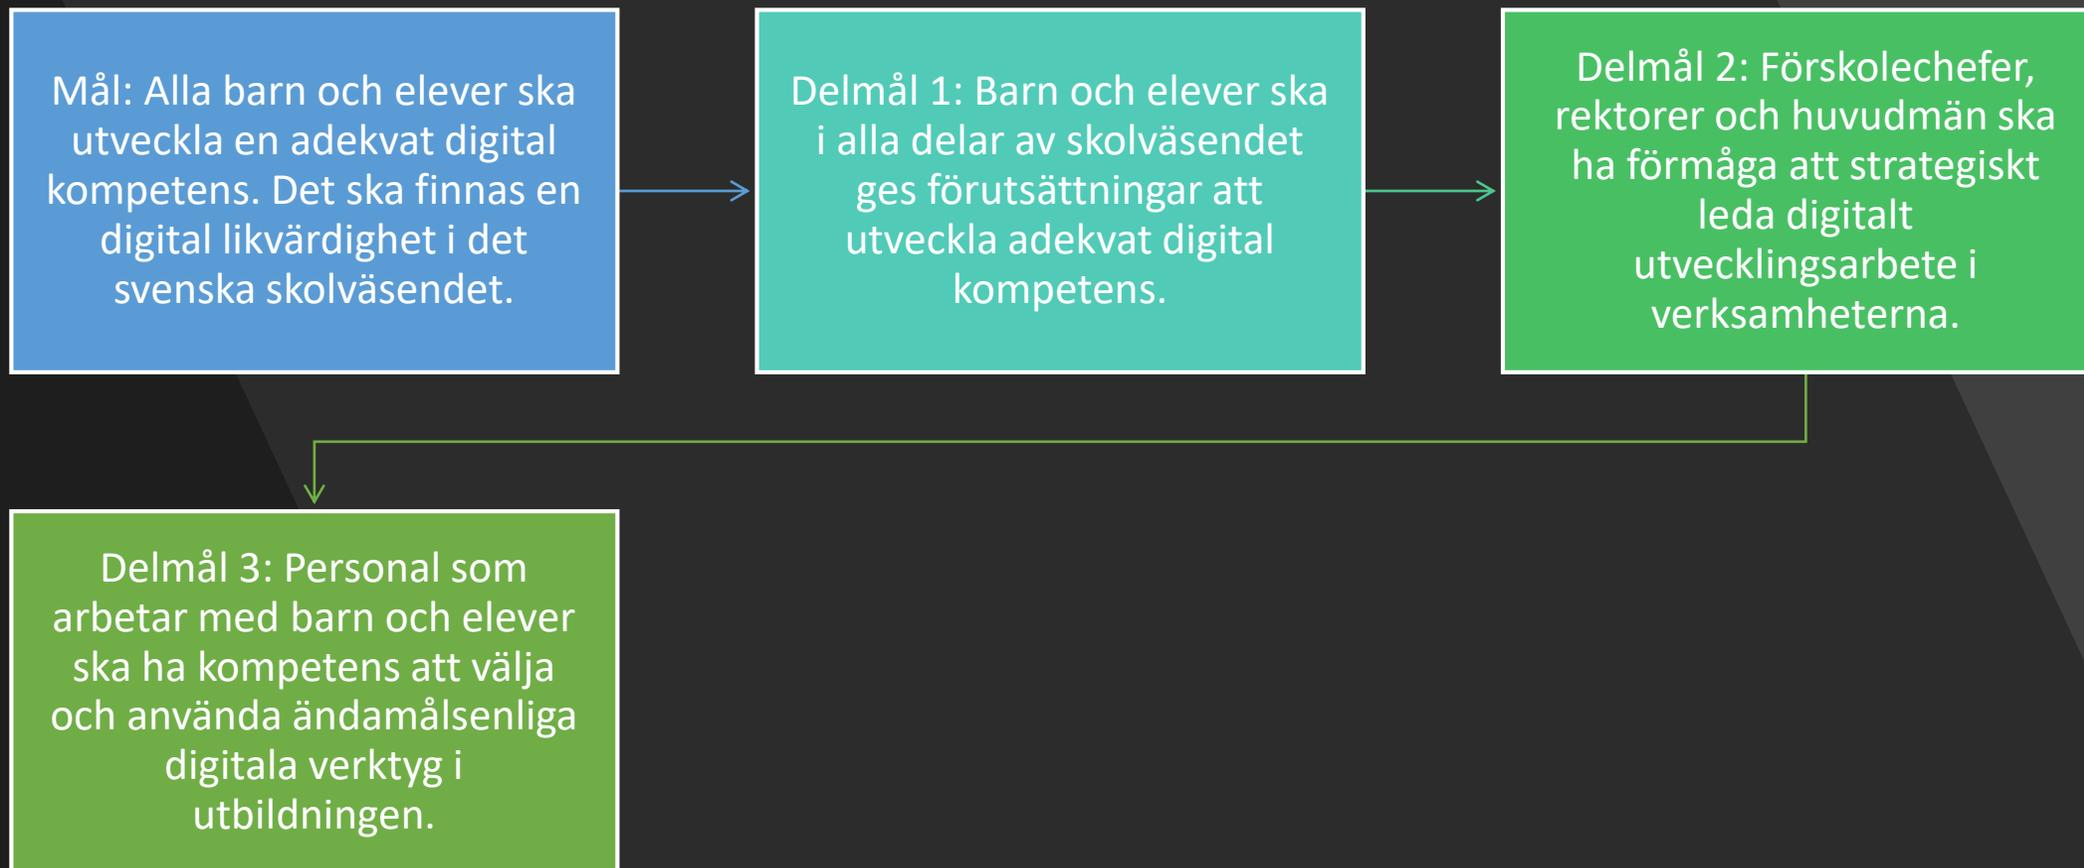 Mål: Alla barn och elever ska
utveckla en adekvat digital
kompetens. Det ska finnas en
digital likvärdighet i det
svenska skolväsendet.
Delmål 1: Barn och elever ska
i alla delar av skolväsendet
ges förutsättningar att
utveckla adekvat digital
kompetens.
Delmål 2: Förskolechefer,
rektorer och huvudmän ska
ha förmåga att strategiskt
leda digitalt
utvecklingsarbete i
verksamheterna.
Delmål 3: Personal som
arbetar med barn och elever
ska ha kompetens att välja
och använda ändamålsenliga
digitala verktyg i
utbildningen.